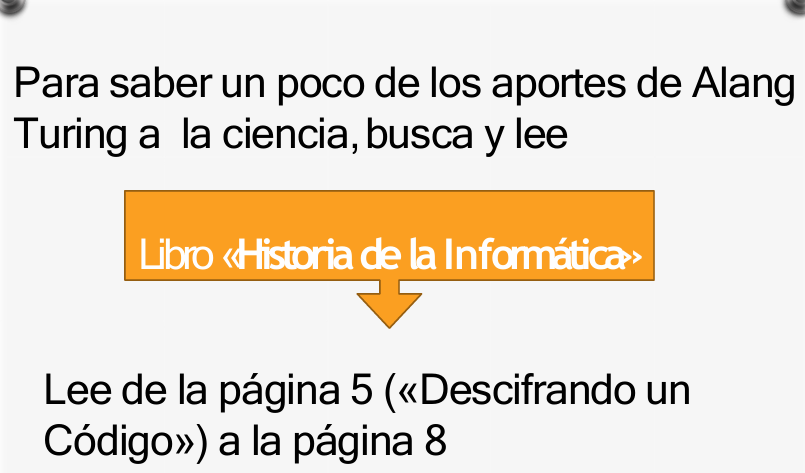 Para saber un poco de los aportes de Alang
Turing a la ciencia, busca y lee
Libro «Historia de la Informática»
Lee de la página 5 («Descifrando un
Código») a la página 8